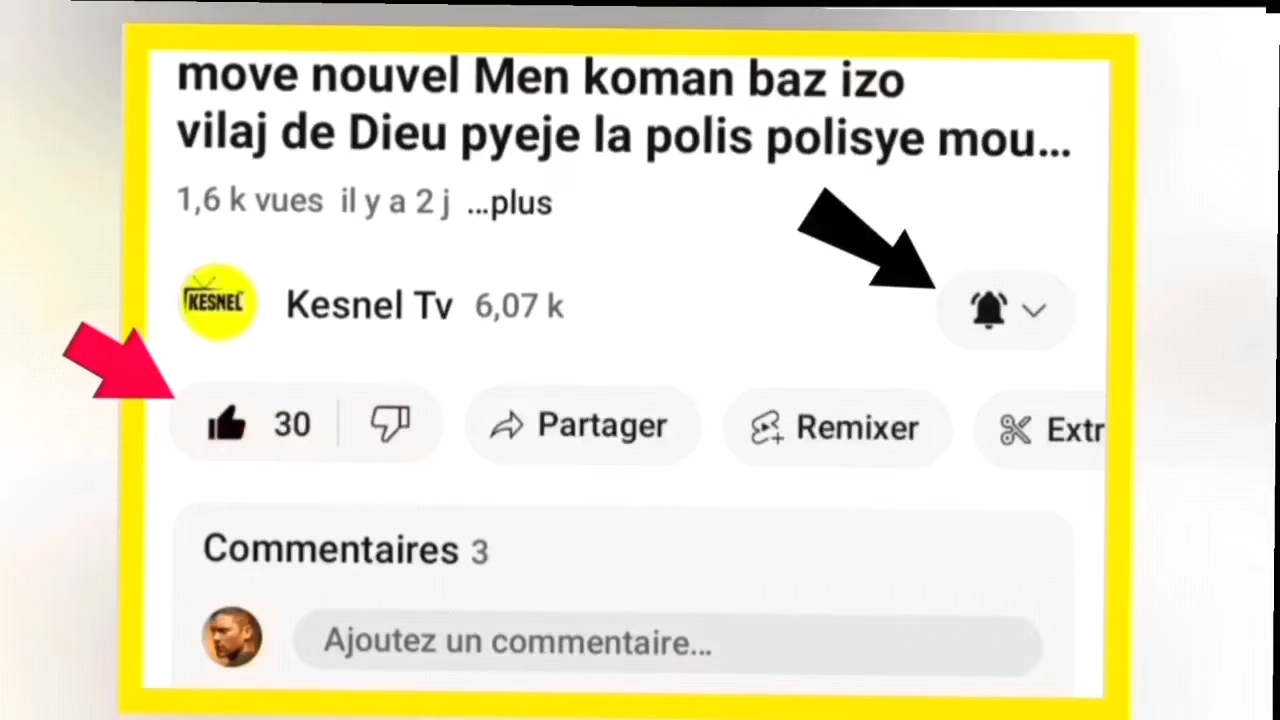 move nouvel Men koman baz izo
vilaj de Dieu pyeje la polis polisye mou...
1,6 k vues il y a 2 j ...plus
KESNEL
Kesnel Tv 6,07 k
30 Partager Remixer Extr
Commentaires 3
Ajoutez un commentaire...